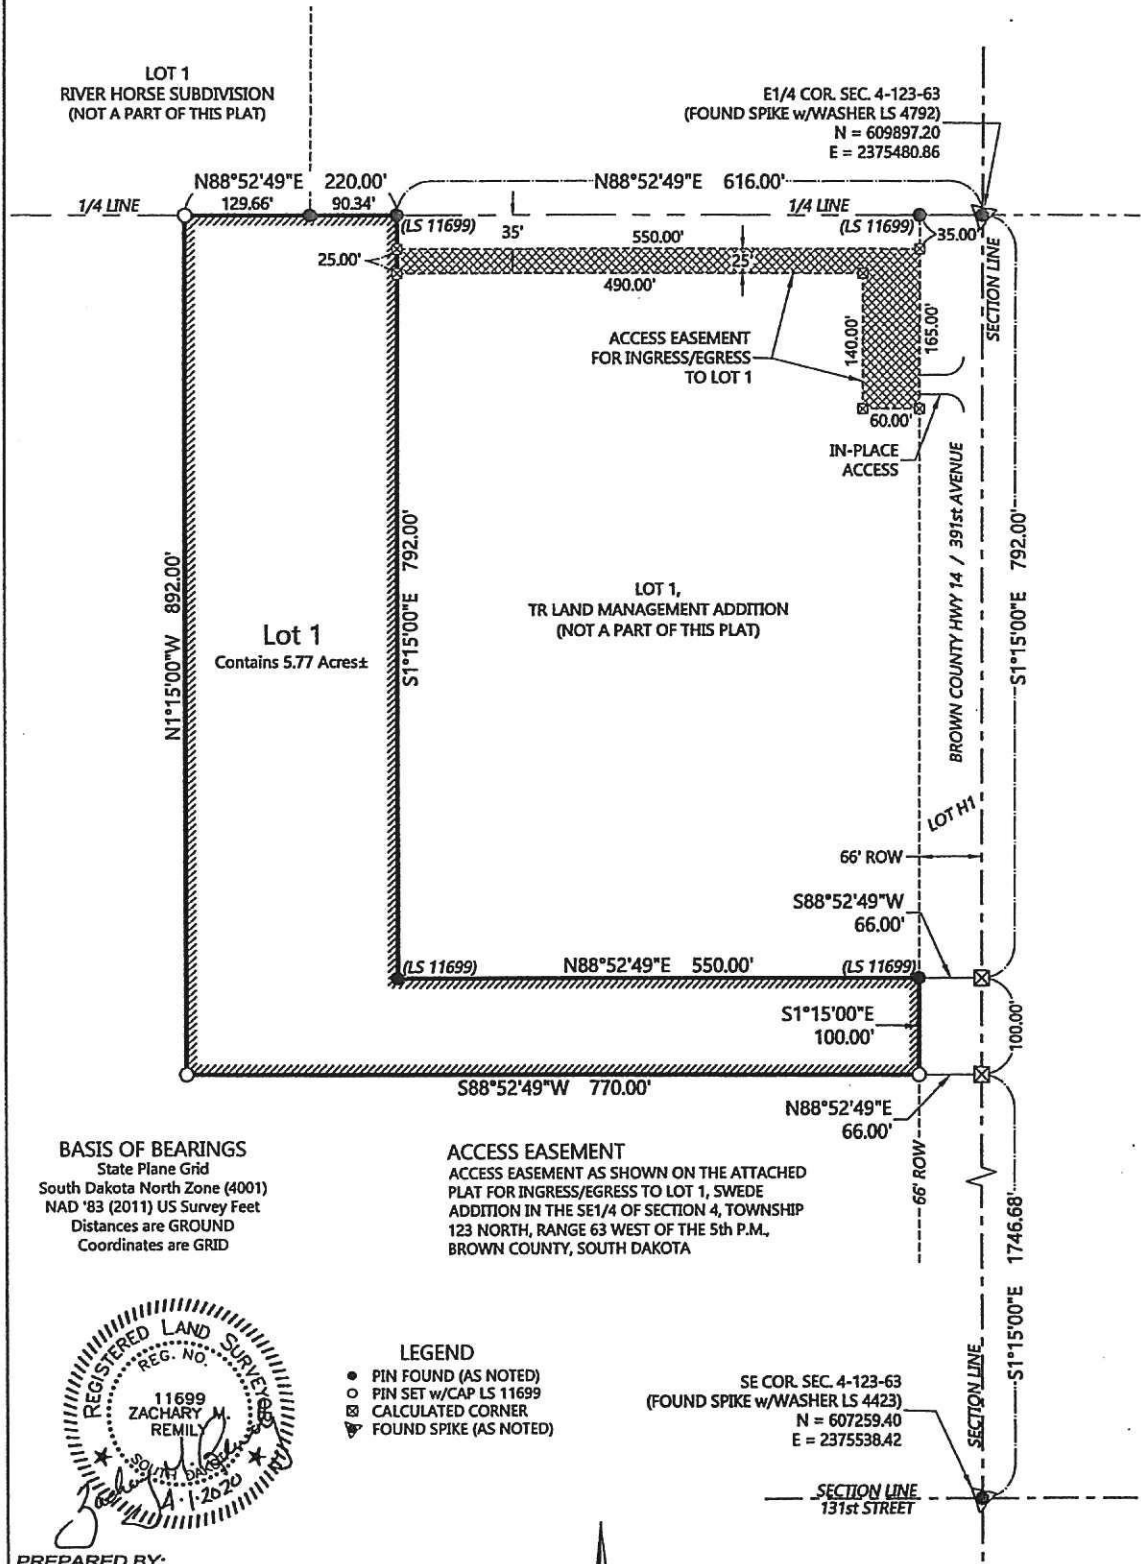 LOT 1
RIVER HORSE SUBDIVISION
(NOT A PART OF THIS PLAT)
E1/4 COR. SEC. 4-123-63
(FOUND SPIKE w/WASHER LS 4792)
N = 609897.20
E = 2375480.86
N88°52'49"E 220.00'
N88°52'49"E 616.00'
1/4 LINE
129.66'
90.34'
1/4 LINE
(LS 11699)
35'
550.00'
(LS 11699)
35.00'
25.00'
25'
490.00'
SECTION LINE
ACCESS EASEMENT
FOR INGRESS/EGRESS
TO LOT 1
140.00'
165.00'
60.00'
IN-PLACE
ACCESS
N1°15'00"W 892.00'
S1°15'00"E 792.00'
Lot 1
Contains 5.77 Acres±
LOT 1,
TR LAND MANAGEMENT ADDITION
(NOT A PART OF THIS PLAT)
BROWN COUNTY HWY 14 / 391st AVENUE
S1°15'00"E 792.00'
LOT H1
66' ROW
S88°52'49"W
66.00'
(LS 11699)
N88°52'49"E 550.00'
(LS 11699)
S1°15'00"E
100.00'
100.00'
S88°52'49"W 770.00'
N88°52'49"E
66.00'
BASIS OF BEARINGS
State Plane Grid
South Dakota North Zone (4001)
NAD '83 (2011) US Survey Feet
Distances are GROUND
Coordinates are GRID
ACCESS EASEMENT
ACCESS EASEMENT AS SHOWN ON THE ATTACHED
PLAT FOR INGRESS/EGRESS TO LOT 1, SWEDE
ADDITION IN THE SE1/4 OF SECTION 4, TOWNSHIP
123 NORTH, RANGE 63 WEST OF THE 5th P.M.,
BROWN COUNTY, SOUTH DAKOTA
66' ROW
S1°15'00"E 1746.68'
REGISTERED LAND SURVEYOR
REG. NO.
11699
ZACHARY M.
REMILY
SOUTH DAKOTA
4-1-2020
LEGEND
PIN FOUND (AS NOTED)
PIN SET w/CAP LS 11699
CALCULATED CORNER
FOUND SPIKE (AS NOTED)
SE COR. SEC. 4-123-63
(FOUND SPIKE w/WASHER LS 4423)
N = 607259.40
E = 2375538.42
SECTION LINE
SECTION LINE
131st STREET
PREPARED BY: